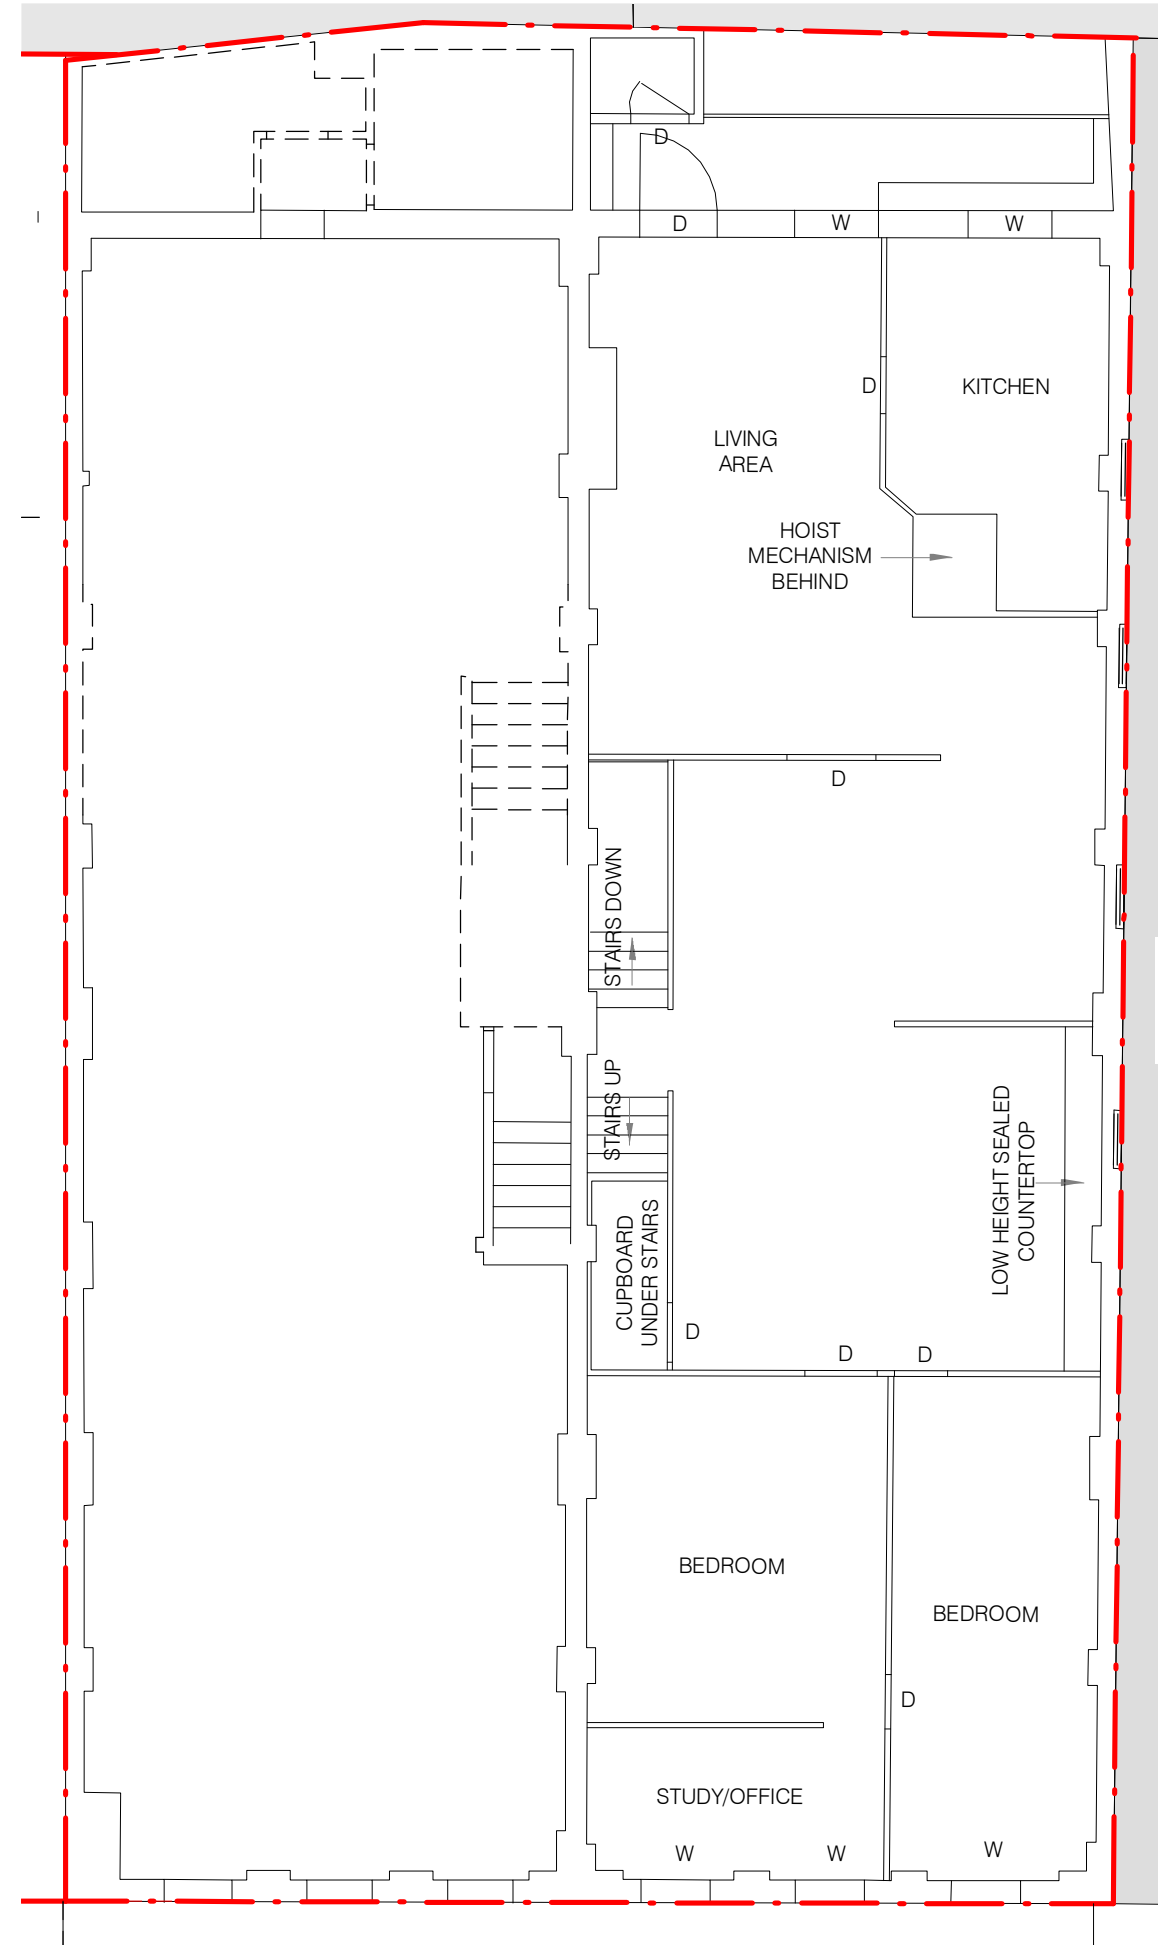 D
D
W
W
D
KITCHEN
LIVING
AREA
HOIST
MECHANISM
BEHIND
D
STAIRS DOWN
STAIRS UP
LOW HEIGHT SEALED
COUNTERTOP
CUPBOARD
UNDER STAIRS
D
D
D
BEDROOM
BEDROOM
D
STUDY/OFFICE
W
W
W